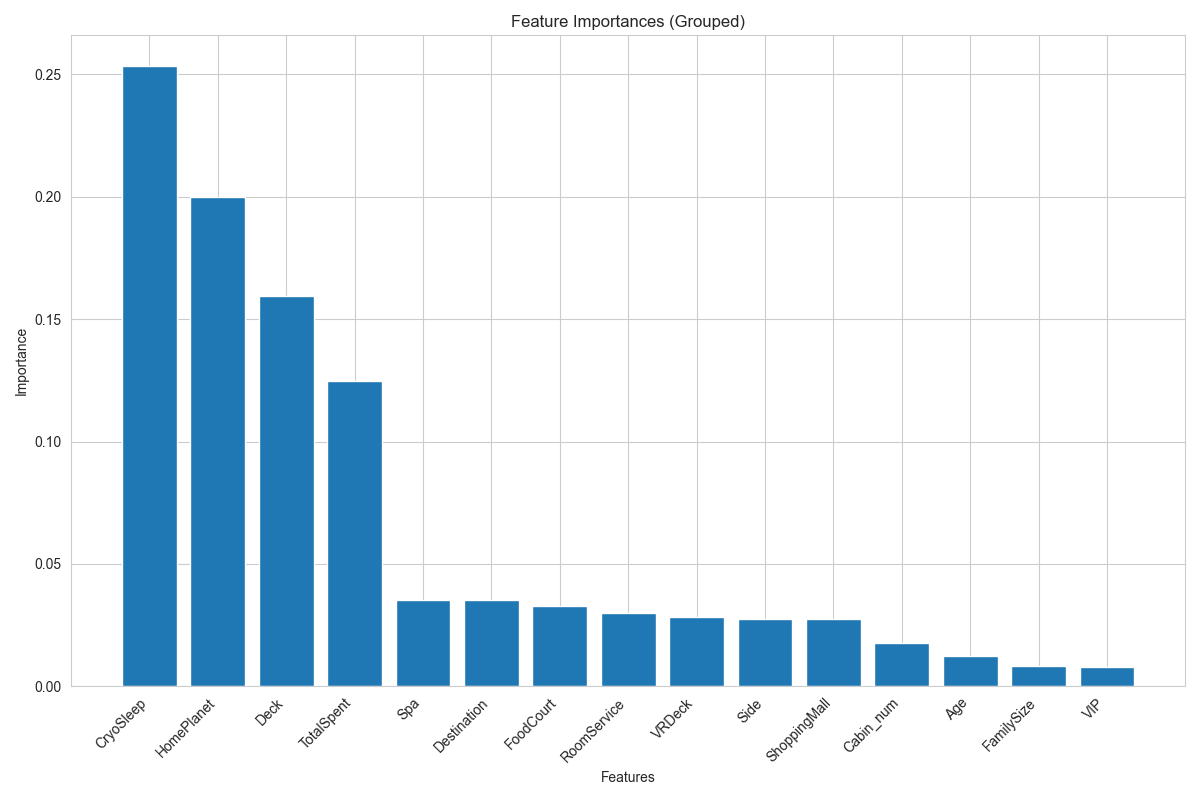 Feature Importances (Grouped)
Importance
0.25
0.20
0.15
0.10
0.05
0.00
CryoSleep
HomePlanet
Deck
TotalSpent
Spa
Destination
FoodCourt
RoomService
VRDeck
Side
ShoppingMall
Cabin_num
Age
FamilySize
VIP
Features